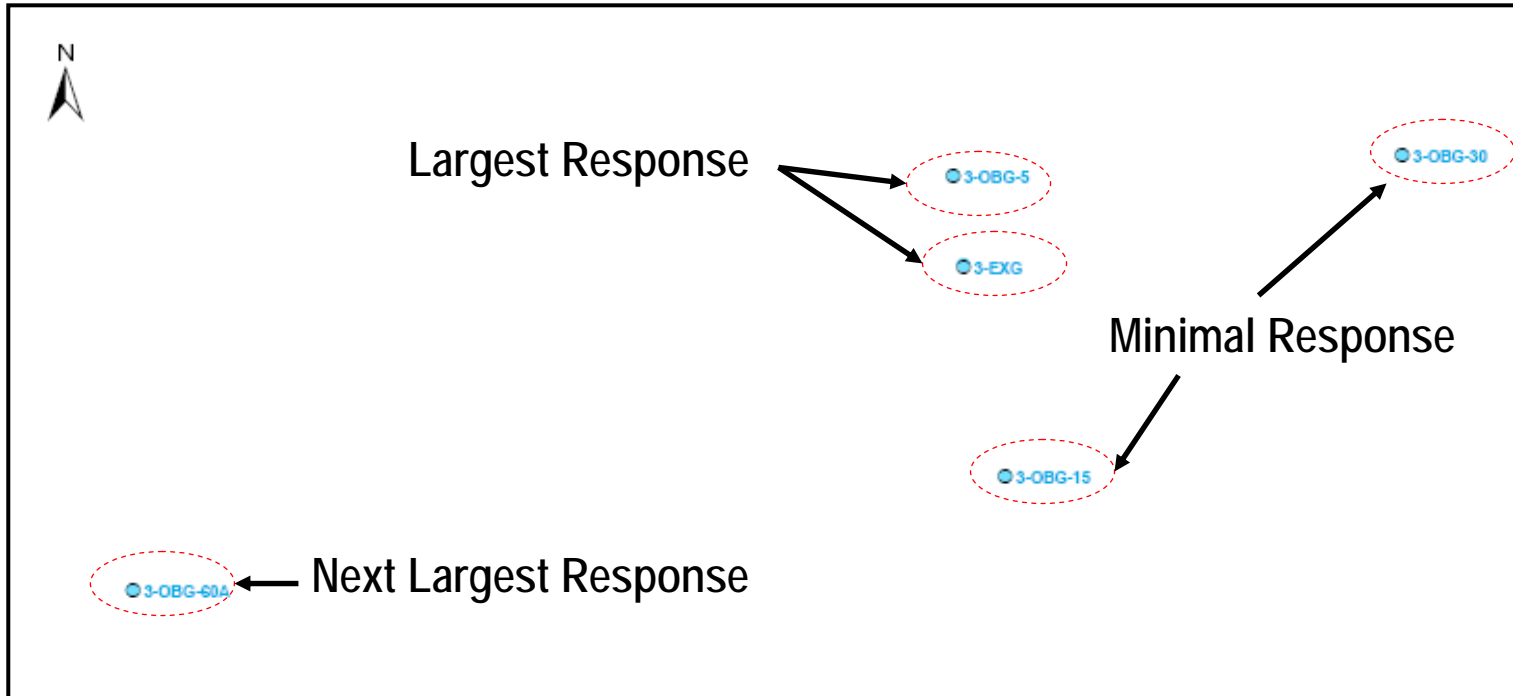 N
Largest Response
3-OBG-30
3-OBG-5
3-EXG
Minimal Response
3-OBG-15
3-OBG-60A
Next Largest Response